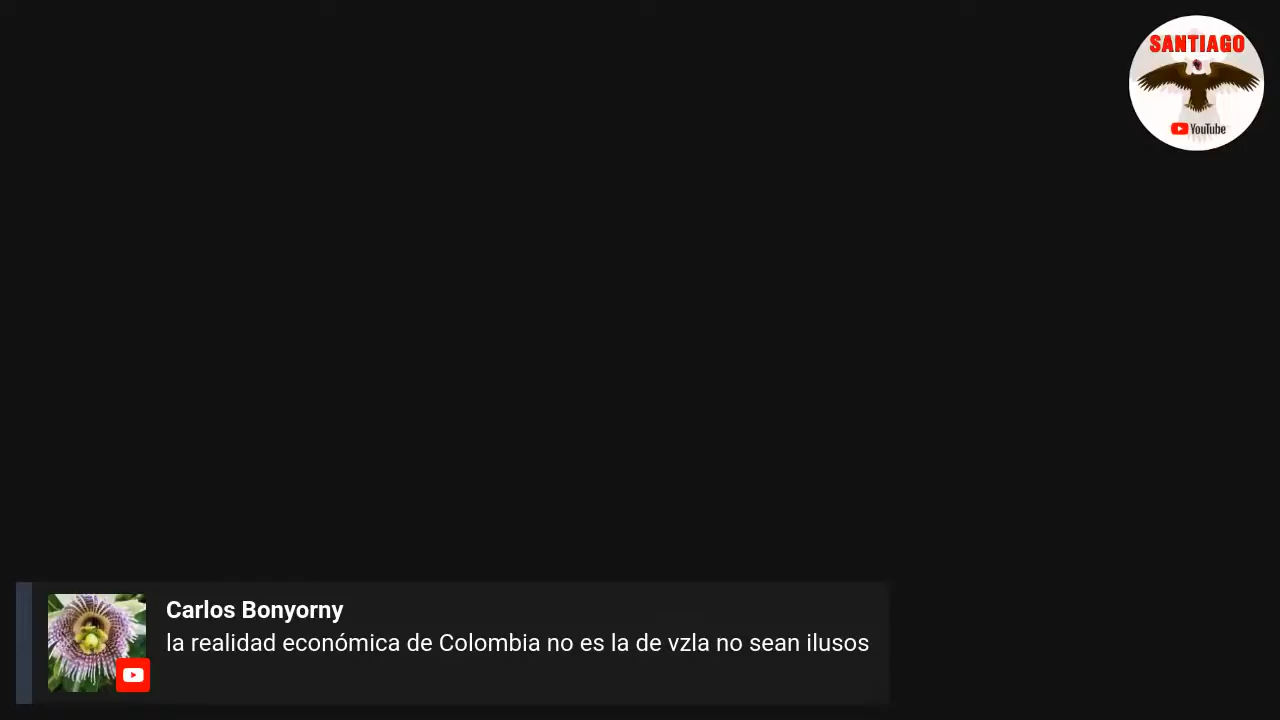 SANTIAGO
YouTube
Carlos Bonyorny
la realidad económica de Colombia no es la de vzla no sean ilusos